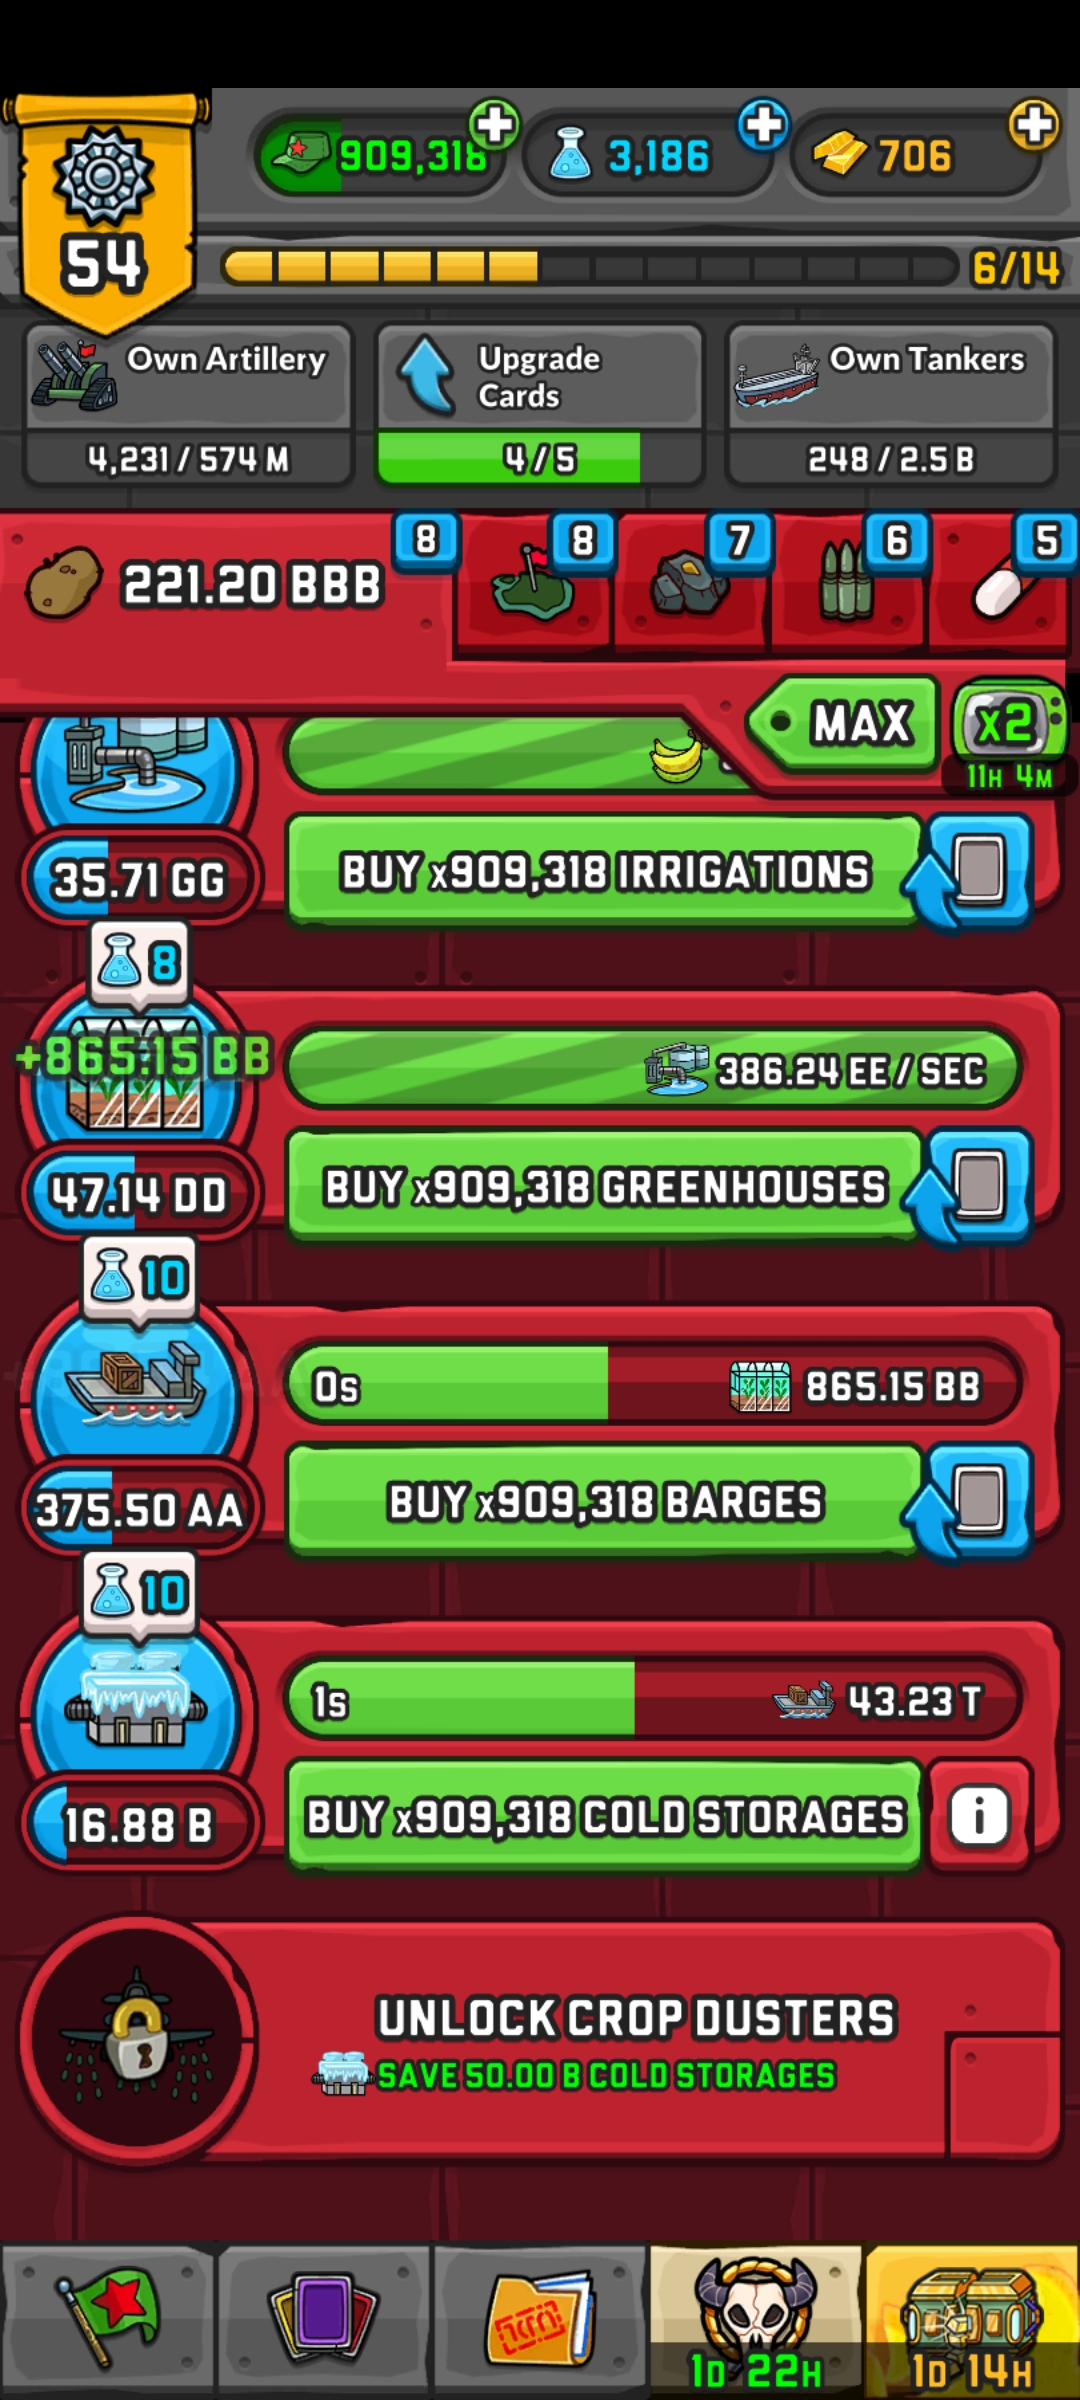 909,318
3,186
706
54
6/14
Own Artillery
4,231 / 574 M
Upgrade
Cards
4 / 5
Own Tankers
248 / 2.5 B
221.20 BBB
8
8
7
6
5
MAX
x2
11H 4M
35.71 GG
BUY x909,318 IRRIGATIONS
8
+865.15 BB
386.24 EE / SEC
47.14 DD
BUY x909,318 GREENHOUSES
10
0s
865.15 BB
375.50 AA
BUY x909,318 BARGES
10
1s
43.23 T
16.88 B
BUY x909,318 COLD STORAGES
i
UNLOCK CROP DUSTERS
SAVE 50.00 B COLD STORAGES
1D 22H
1D 14H